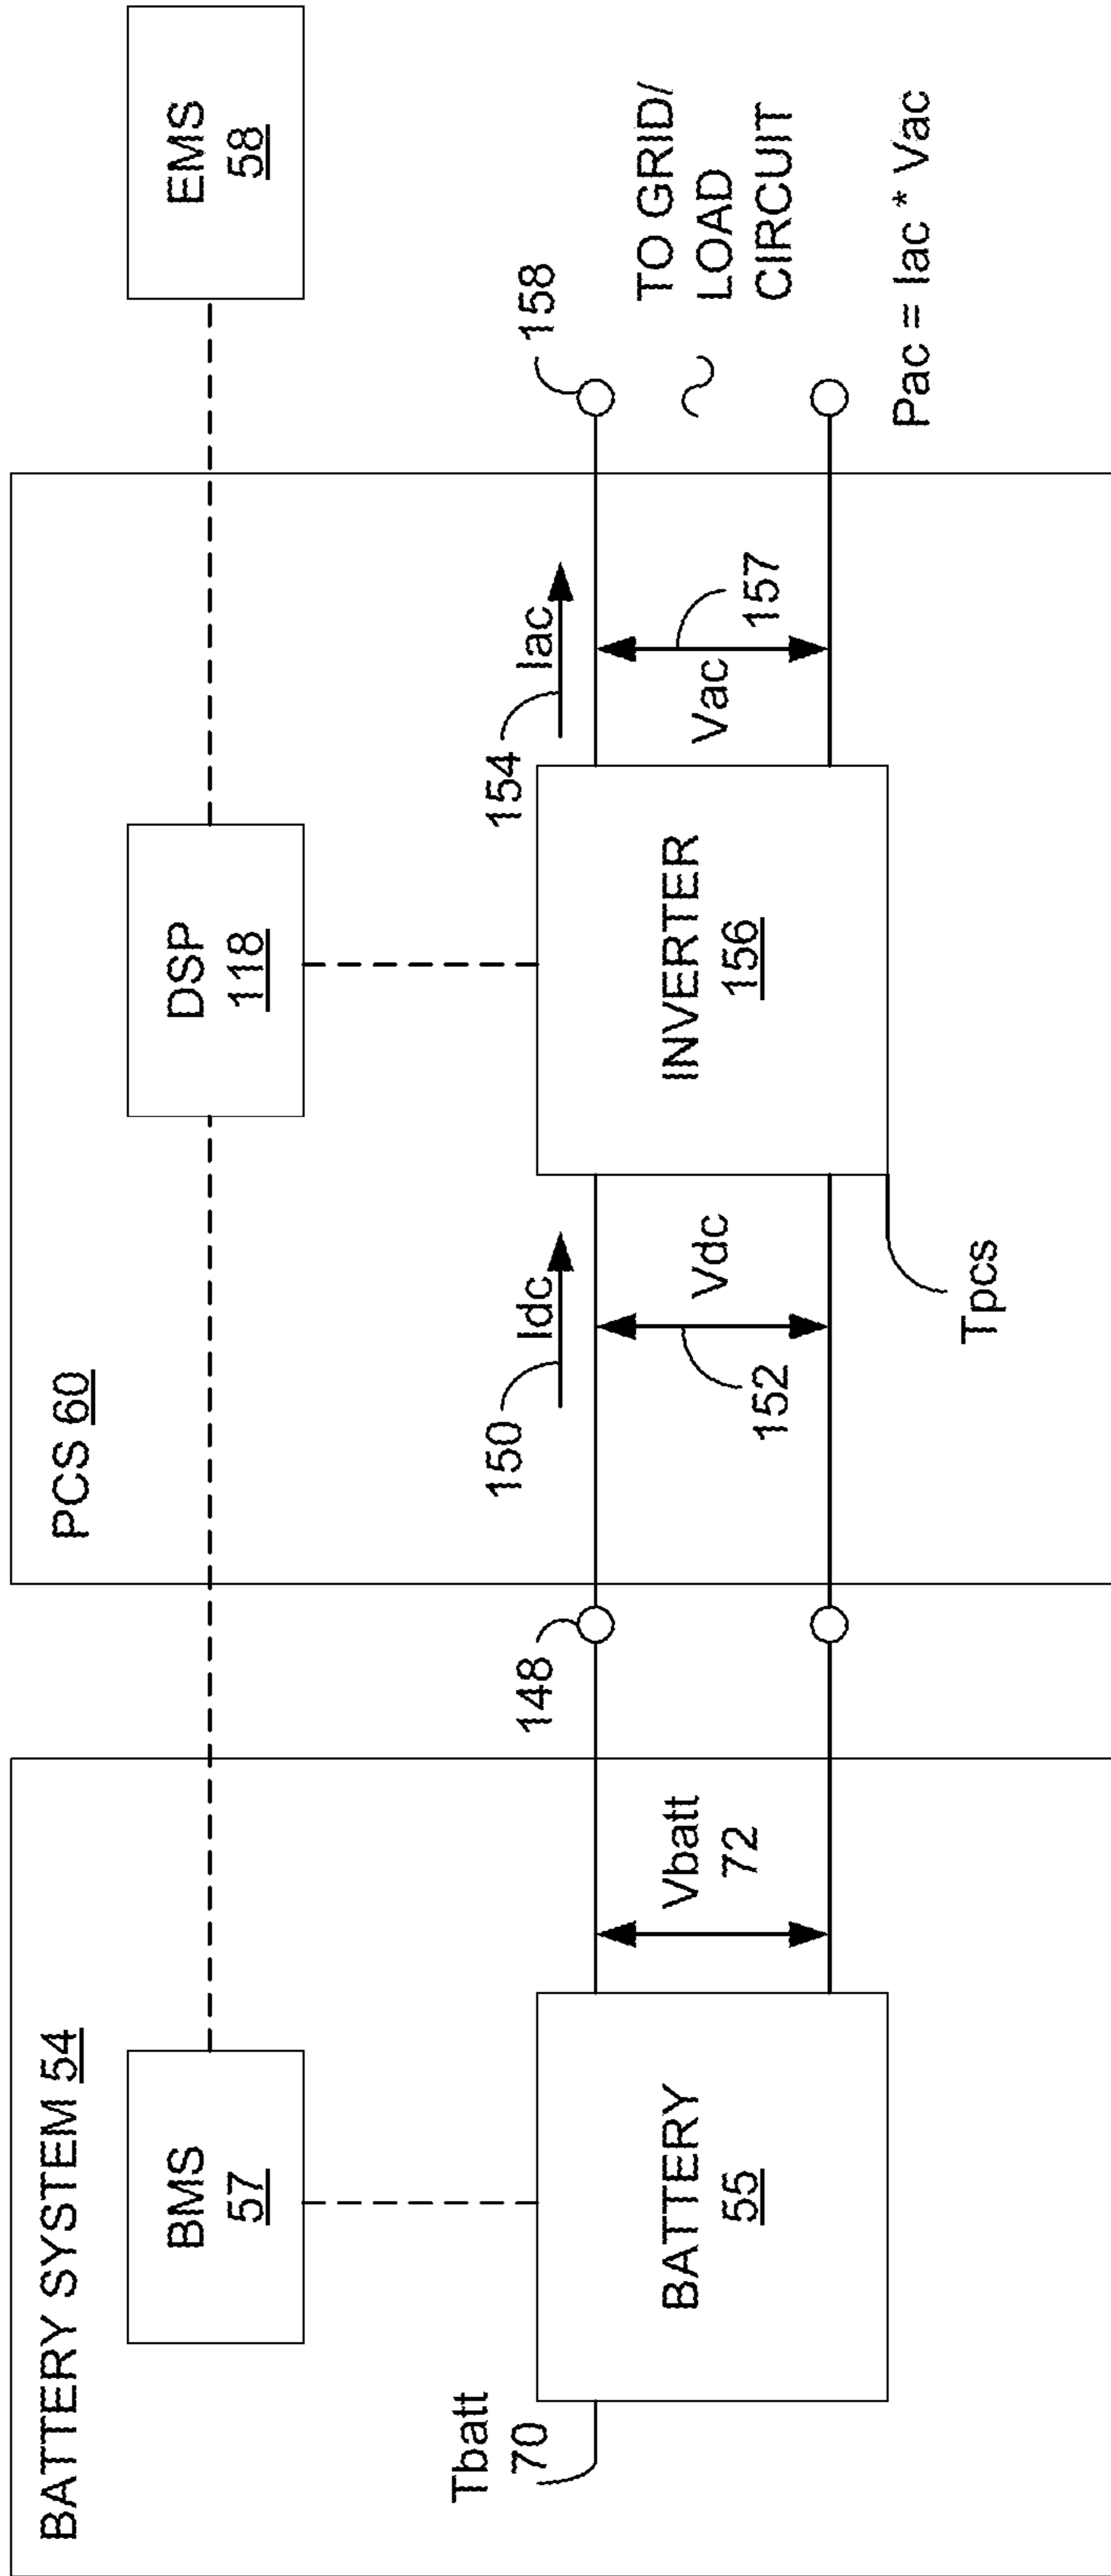 BATTERY SYSTEM 54
BMS
57
Tbatt
70
BATTERY
55
Vbatt
72
148
PCS 60
DSP
118
150
Idc
Vdc
152
INVERTER
156
Tpcs
154
Iac
Vac
157
EMS
58
158
TO GRID/
LOAD
CIRCUIT
Pac = Iac * Vac